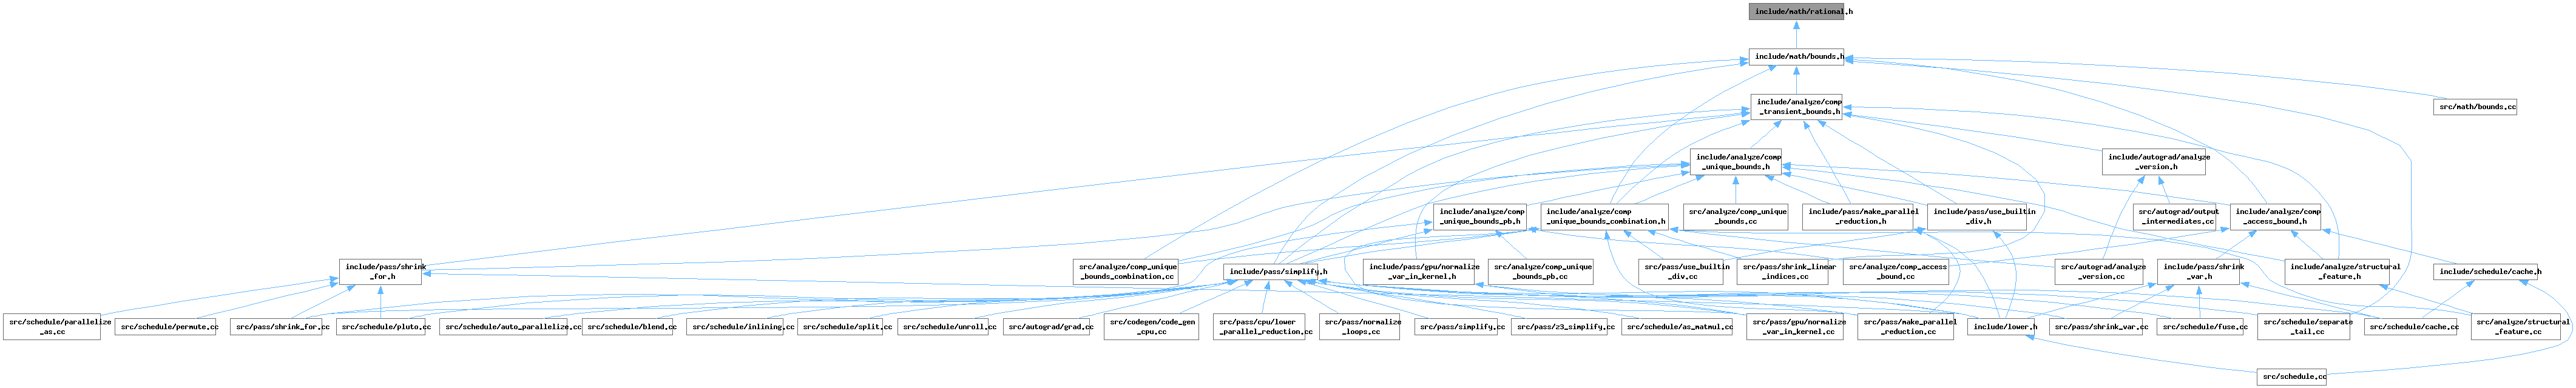 include/math/rational.h
include/math/bounds.h
include/analyze/comp
_transient_bounds.h
src/math/bounds.cc
include/analyze/comp
_unique_bounds.h
include/autograd/analyze
_version.h
include/analyze/comp
_unique_bounds_pb.h
include/analyze/comp
_unique_bounds_combination.h
src/analyze/comp_unique
_bounds.cc
include/pass/make_parallel
_reduction.h
include/pass/use_builtin
_div.h
src/autograd/output
_intermediates.cc
include/analyze/comp
_access_bound.h
include/pass/shrink
_for.h
src/analyze/comp_unique
_bounds_combination.cc
include/pass/simplify.h
include/pass/gpu/normalize
_var_in_kernel.h
src/analyze/comp_unique
_bounds_pb.cc
src/pass/use_builtin
_div.cc
src/pass/shrink_linear
_indices.cc
src/analyze/comp_access
_bound.cc
src/autograd/analyze
_version.cc
include/pass/shrink
_var.h
include/analyze/structural
_feature.h
include/schedule/cache.h
src/schedule/parallelize
_as.cc
src/schedule/permute.cc
src/pass/shrink_for.cc
src/schedule/pluto.cc
src/schedule/auto_parallelize.cc
src/schedule/blend.cc
src/schedule/inlining.cc
src/schedule/split.cc
src/schedule/unroll.cc
src/autograd/grad.cc
src/codegen/code_gen
_cpu.cc
src/pass/cpu/lower
_parallel_reduction.cc
src/pass/normalize
_loops.cc
src/pass/simplify.cc
src/pass/z3_simplify.cc
src/schedule/as_matmul.cc
src/pass/gpu/normalize
_var_in_kernel.cc
src/pass/make_parallel
_reduction.cc
include/lower.h
src/pass/shrink_var.cc
src/schedule/fuse.cc
src/schedule/separate
_tail.cc
src/schedule/cache.cc
src/analyze/structural
_feature.cc
src/schedule.cc